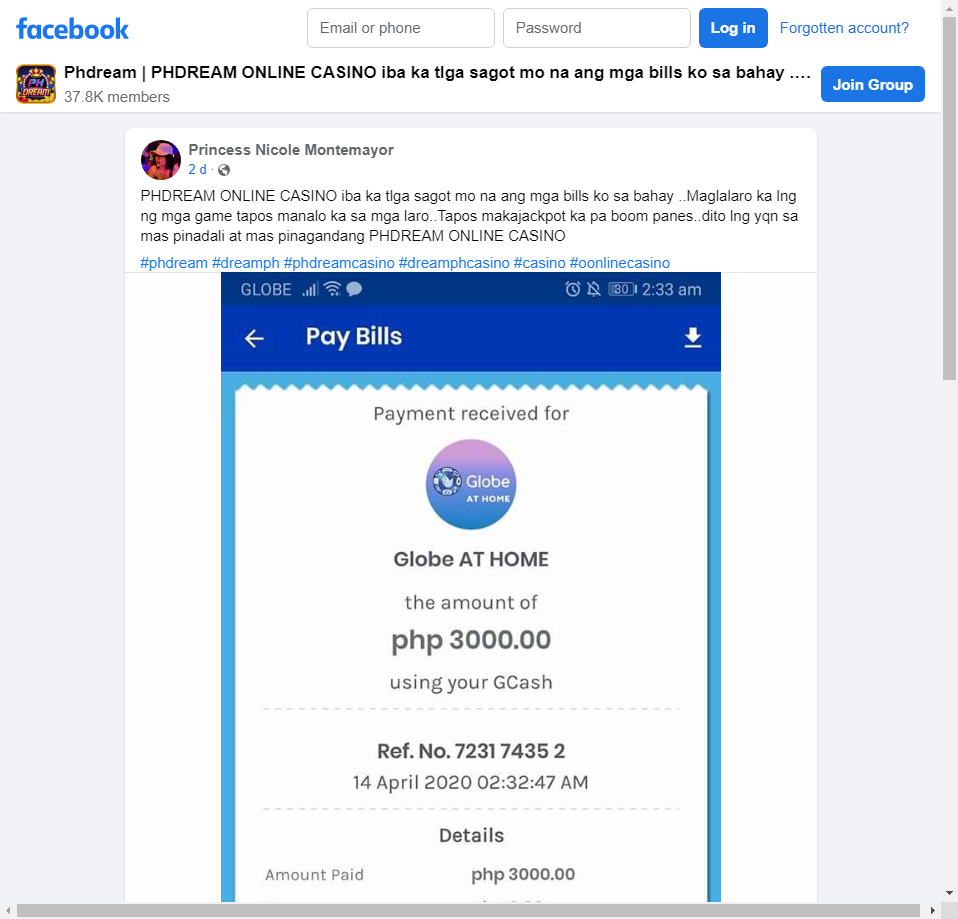 facebook
Email or phone
Password
Log in
Forgotten account?
PH DREAM
Phdream | PHDREAM ONLINE CASINO iba ka tlga sagot mo na ang mga bills ko sa bahay ....
37.8K members
Join Group
Princess Nicole Montemayor
2 d ·
PHDREAM ONLINE CASINO iba ka tlga sagot mo na ang mga bills ko sa bahay ..Maglalaro ka lng
ng mga game tapos manalo ka sa mga laro..Tapos makajackpot ka pa boom panes..dito lng yqn sa
mas pinadali at mas pinagandang PHDREAM ONLINE CASINO
#phdream #dreamph #phdreamcasino #dreamphcasino #casino #oonlinecasino
GLOBE
30
2:33 am
Pay Bills
Payment received for
Globe
AT HOME
Globe AT HOME
the amount of
php 3000.00
using your GCash
Ref. No. 7231 7435 2
14 April 2020 02:32:47 AM
Details
Amount Paid
php 3000.00